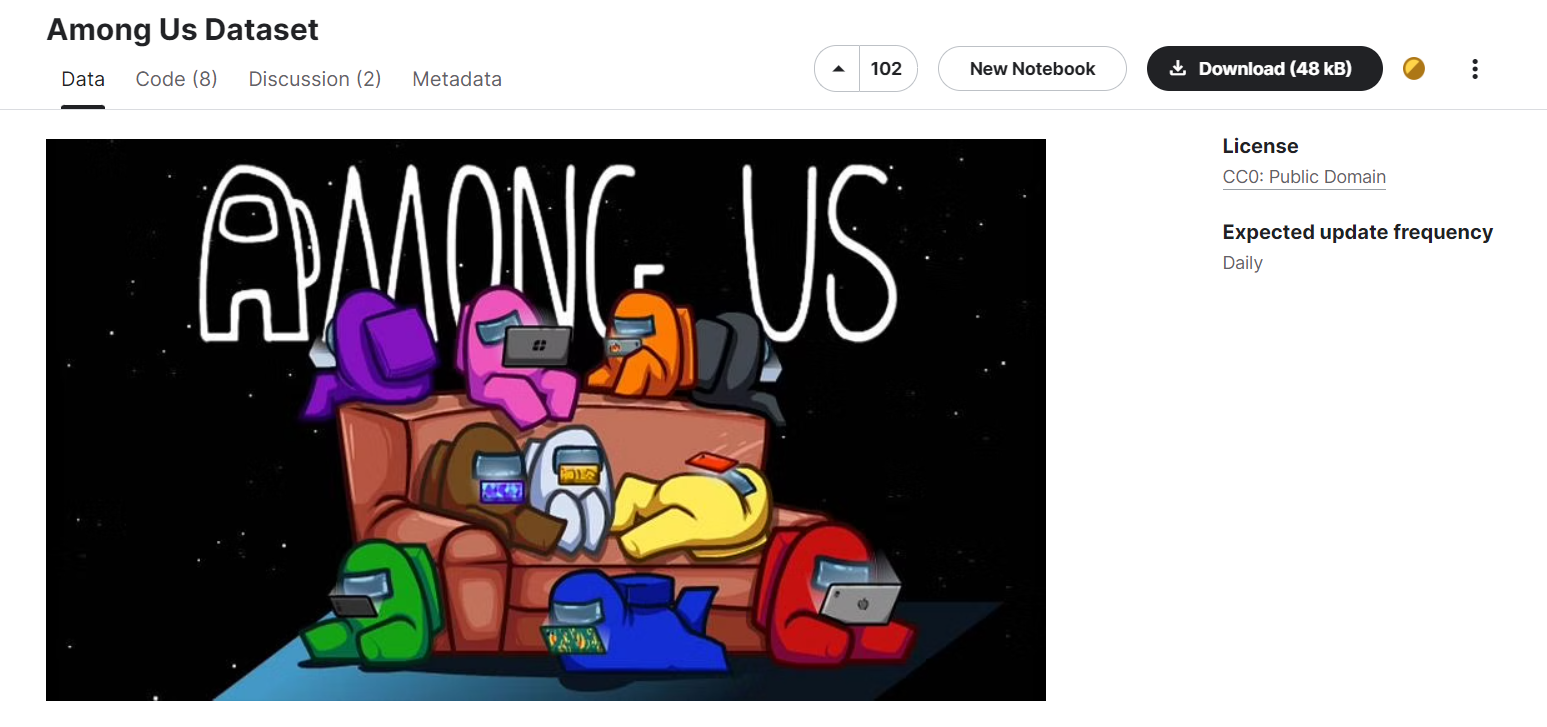 Among Us Dataset
Data Code (8) Discussion (2) Metadata
102 New Notebook Download (48 kB)
AMONG US
License
CC0: Public Domain
Expected update frequency
Daily